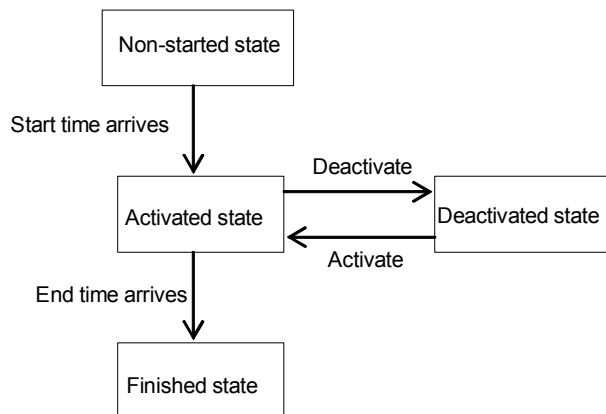 Non-started state
Start time arrives
Deactivate
Activated state
Deactivated state
Activate
End time arrives
Finished state